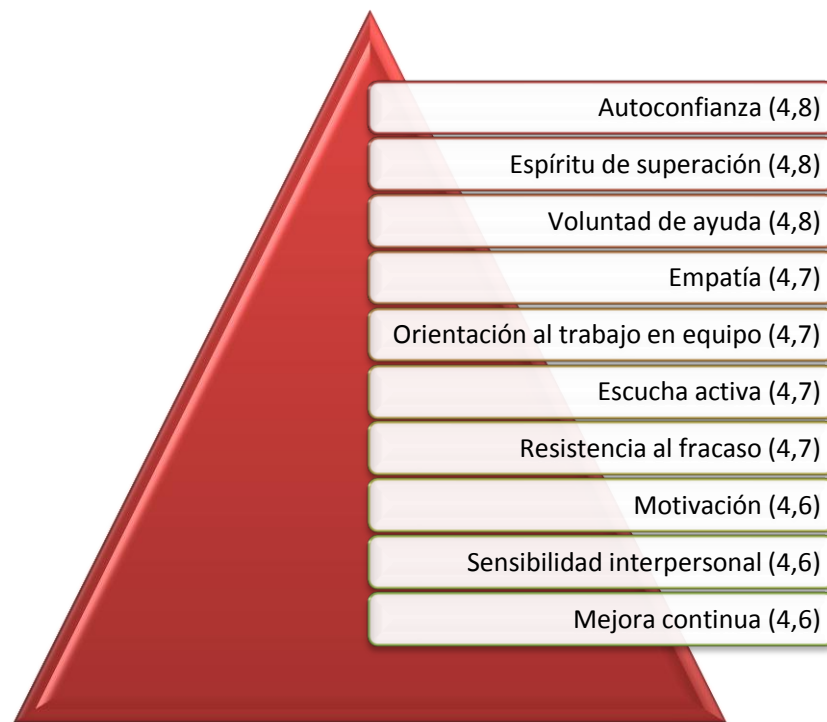 Autoconfianza (4,8)
Espíritu de superación (4,8)
Voluntad de ayuda (4,8)
Empatía (4,7)
Orientación al trabajo en equipo (4,7)
Escucha activa (4,7)
Resistencia al fracaso (4,7)
Motivación (4,6)
Sensibilidad interpersonal (4,6)
Mejora continua (4,6)